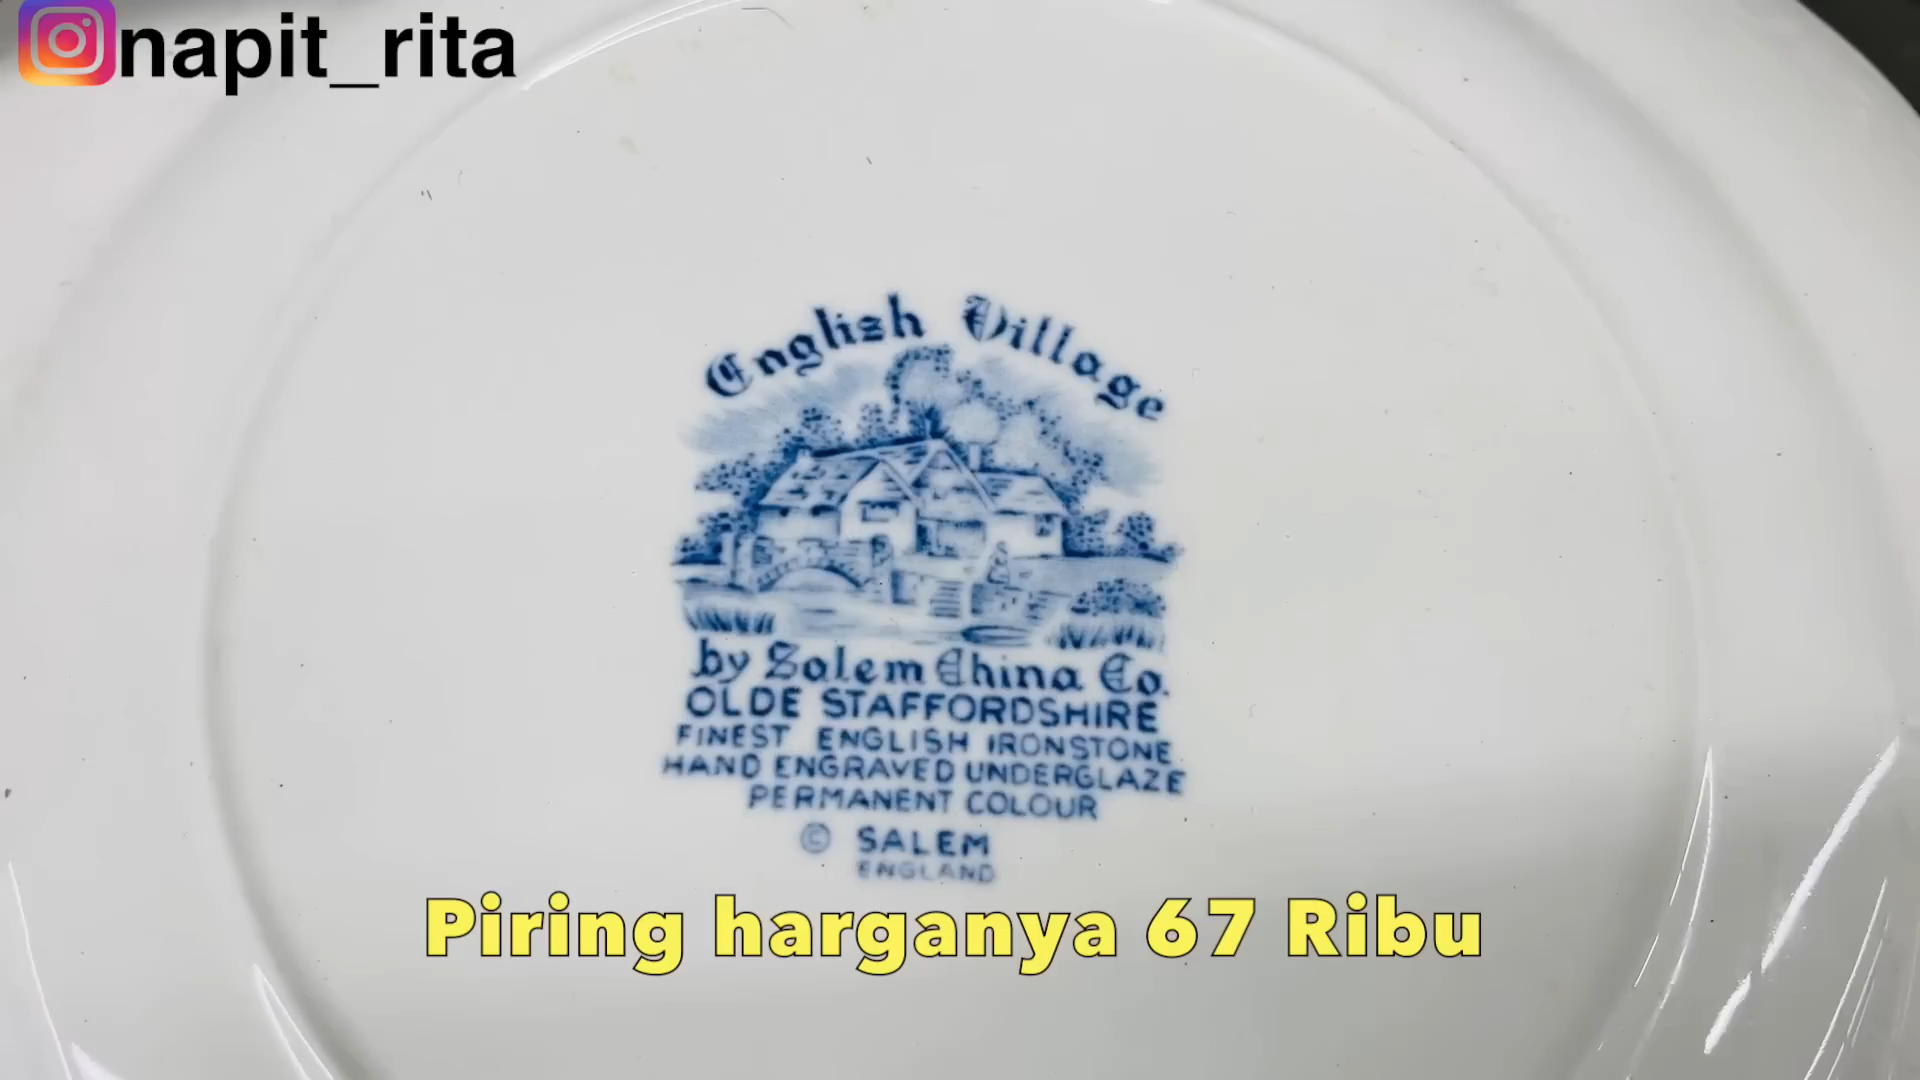 napit_rita
English Village
by Salem China Co.
OLDE STAFFORDSHIRE
FINEST ENGLISH IRONSTONE
HAND ENGRAVED UNDERGLAZE
PERMANENT COLOUR
© SALEM
ENGLAND
Piring harganya 67 Ribu